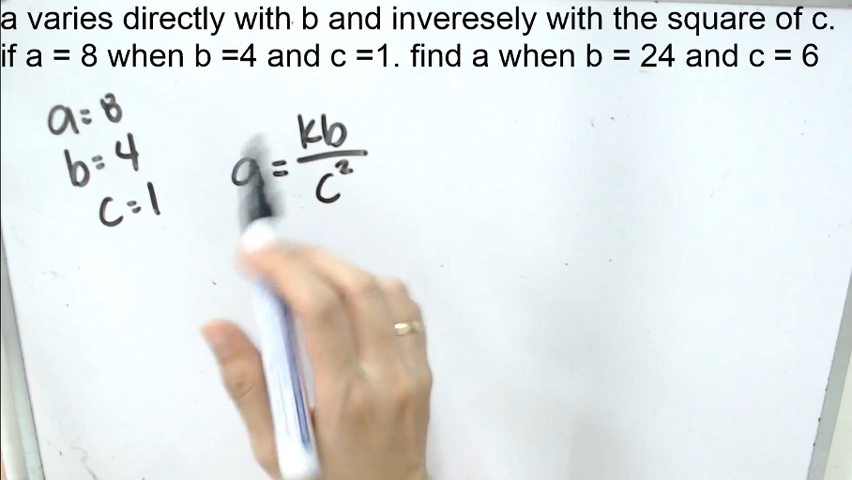 a varies directly with b and inveresely with the square of c.
if a = 8 when b =4 and c =1. find a when b = 24 and c = 6
a=8
b=4
c=1
a = kb/c²